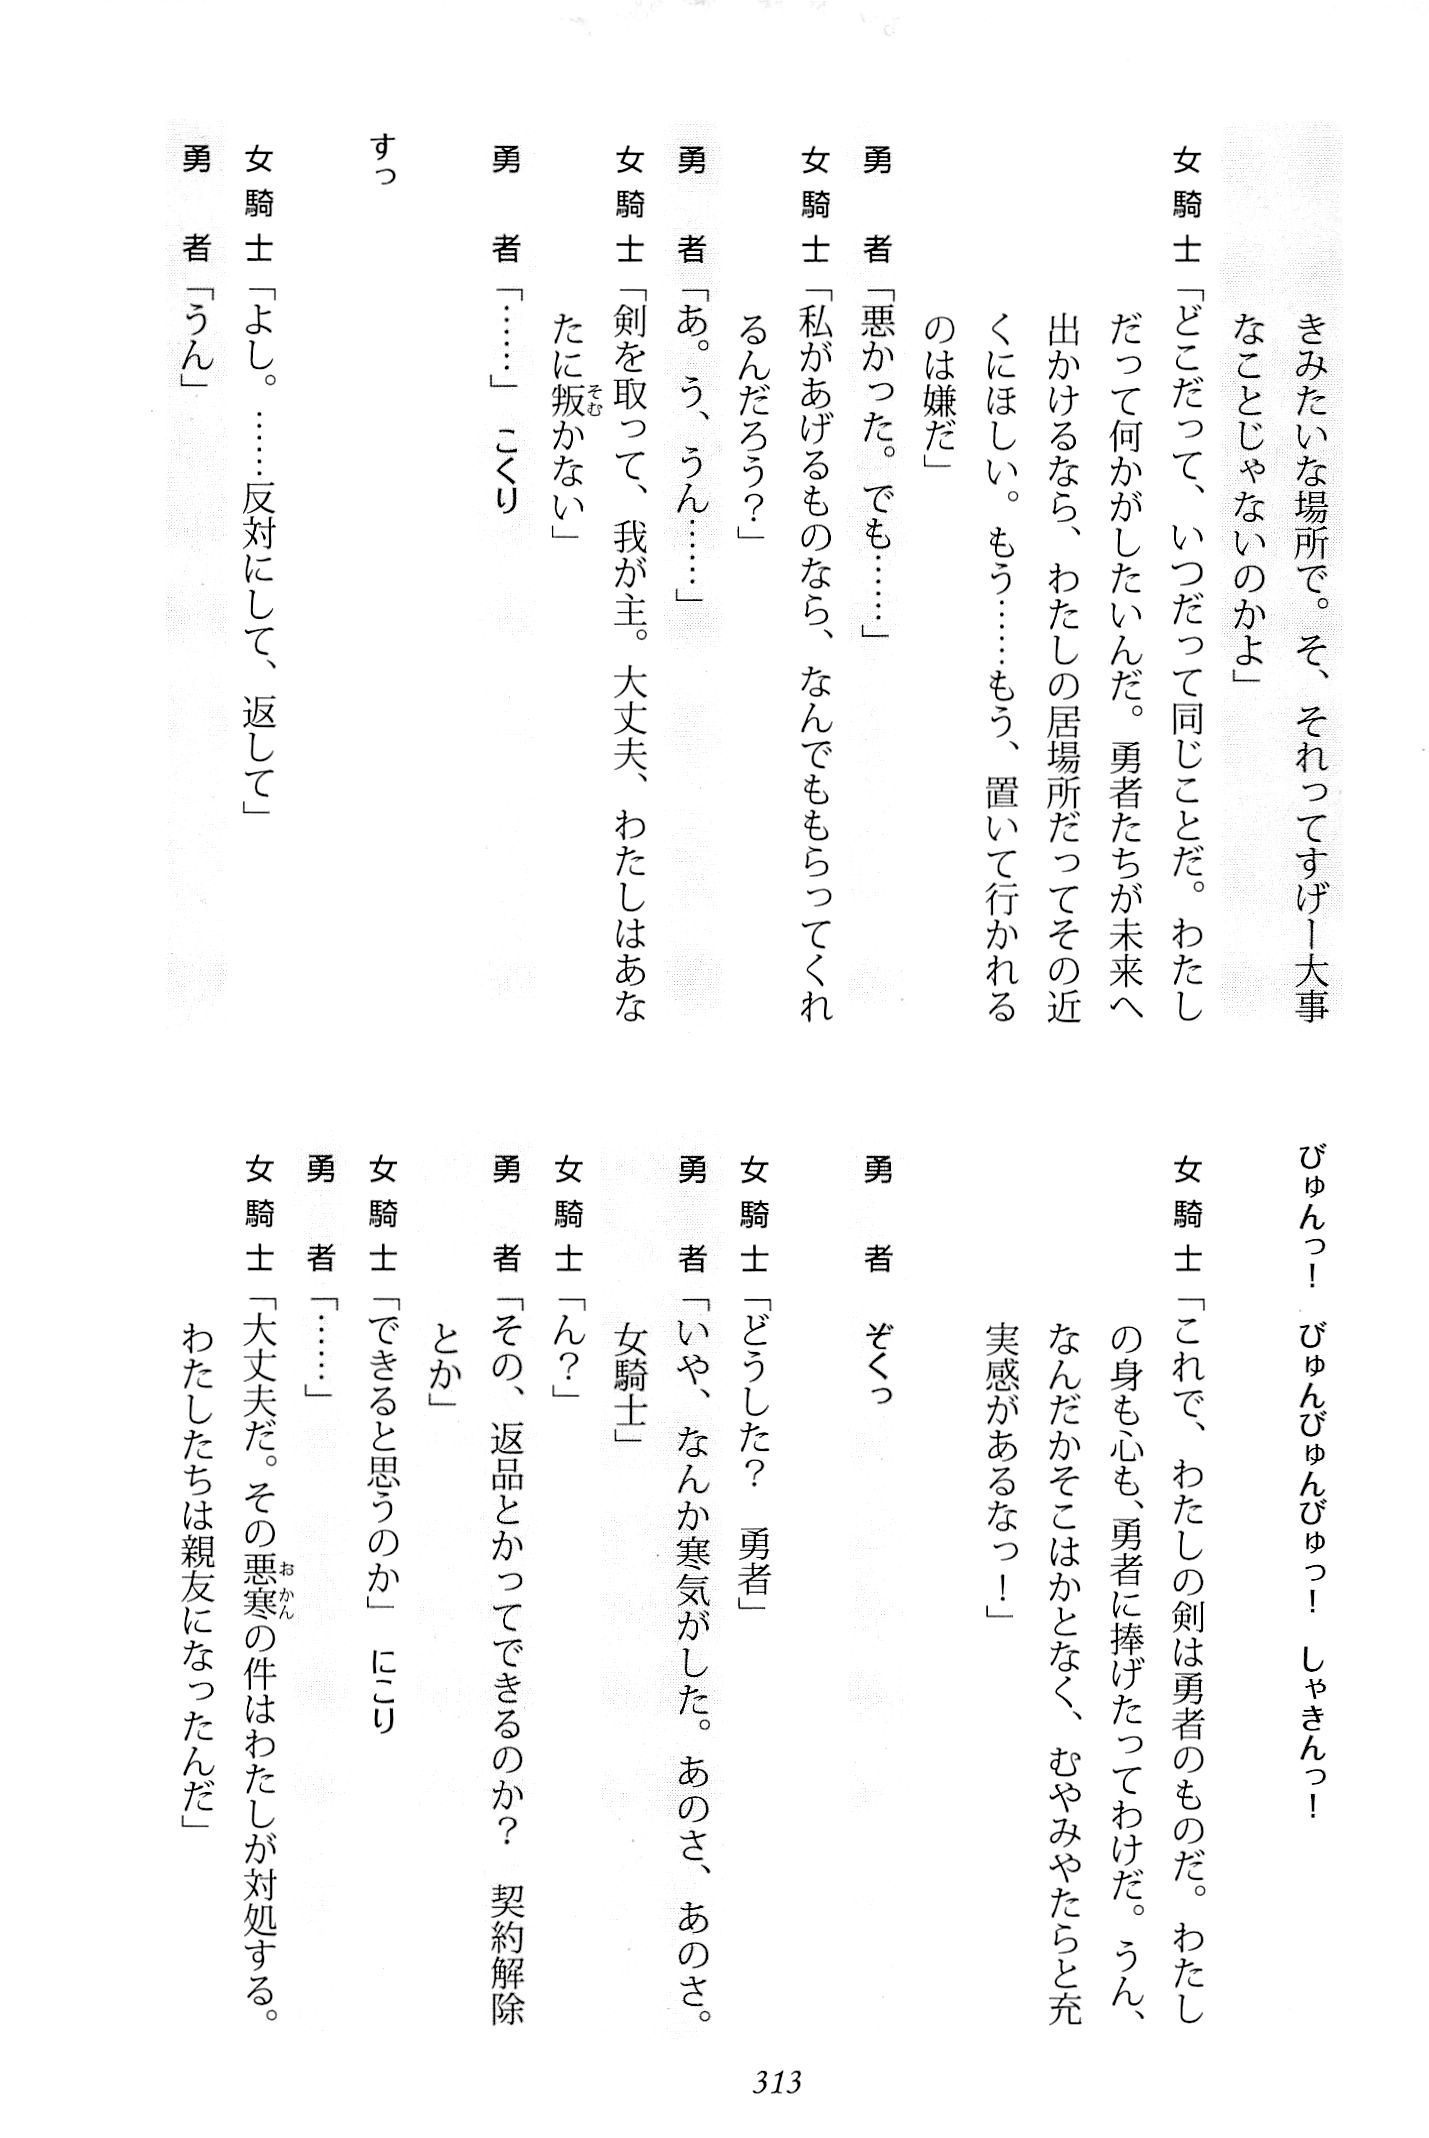 きみたいな場所で。そ、それってすげー大事
なことじゃないのかよ」
女騎士「どこだって、いつだって同じことだ。わたし
だって何かがしたいんだ。勇者たちが未来へ
出かけるなら、わたしの居場所だってその近
くにほしい。もう……もう、置いて行かれる
のは嫌だ」
勇　者「悪かった。でも……」
女騎士「私があげるものなら、なんでももらってくれ
るんだろう？」
勇　者「あ。う、うん……」
女騎士「剣を取って、我が主。大丈夫、わたしはあな
たに叛かない」
勇　者「……」　こくり
すっ
女騎士「よし。……反対にして、返して」
勇　者「うん」
びゅんっ！　びゅんびゅんびゅっ！　しゃきんっ！
女騎士「これで、わたしの剣は勇者のものだ。わたし
の身も心も、勇者に捧げたってわけだ。うん、
なんだかそこはかとなく、むやみやたらと充
実感があるなっ！」
勇　者　ぞくっ
女騎士「どうした？　勇者」
勇　者「いや、なんか寒気がした。あのさ、あのさ。
女騎士」
女騎士「ん？」
勇　者「その、返品とかってできるのか？　契約解除
とか」
女騎士「できると思うのか」　にこり
勇　者「……」
女騎士「大丈夫だ。その悪寒の件はわたしが対処する。
わたしたちは親友になったんだ」
313